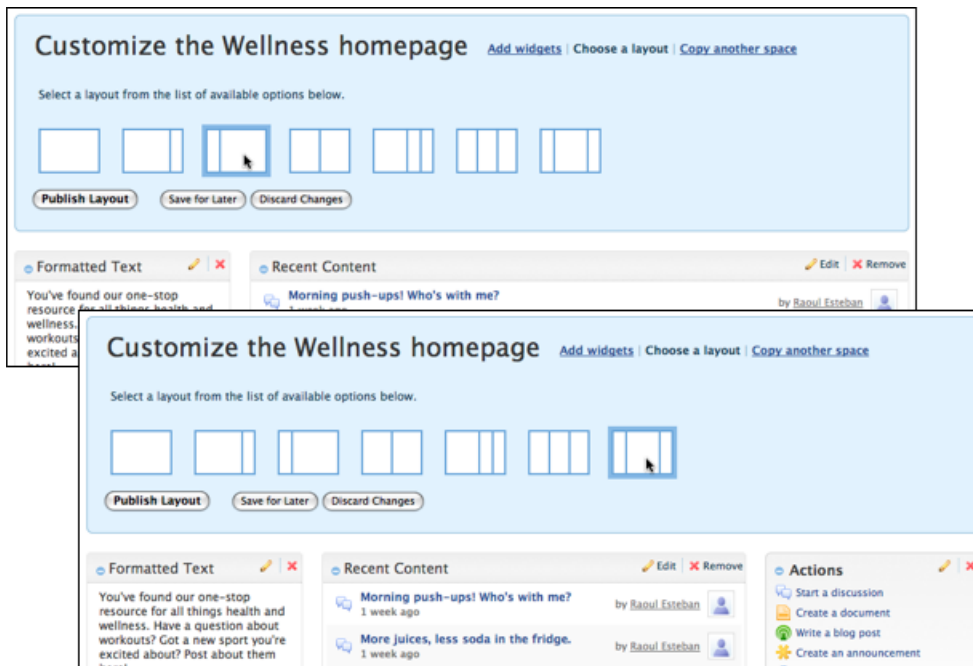 Customize the Wellness homepage Add widgets | Choose a layout | Copy another space
Select a layout from the list of available options below.
Publish Layout Save for Later Discard Changes
Formatted Text
You've found our one-stop
resource for all things health and
wellness.
workouts
excited a
Recent Content Edit Remove
Morning push-ups! Who's with me?
1 week ago
by Raoul Esteban
Customize the Wellness homepage Add widgets | Choose a layout | Copy another space
Select a layout from the list of available options below.
Publish Layout Save for Later Discard Changes
Formatted Text
You've found our one-stop
resource for all things health and
wellness. Have a question about
workouts? Got a new sport you're
excited about? Post about them
here!
Recent Content Edit Remove
Morning push-ups! Who's with me?
1 week ago
by Raoul Esteban
More juices, less soda in the fridge.
1 week ago
by Raoul Esteban
Actions
Start a discussion
Create a document
Write a blog post
Create an announcement